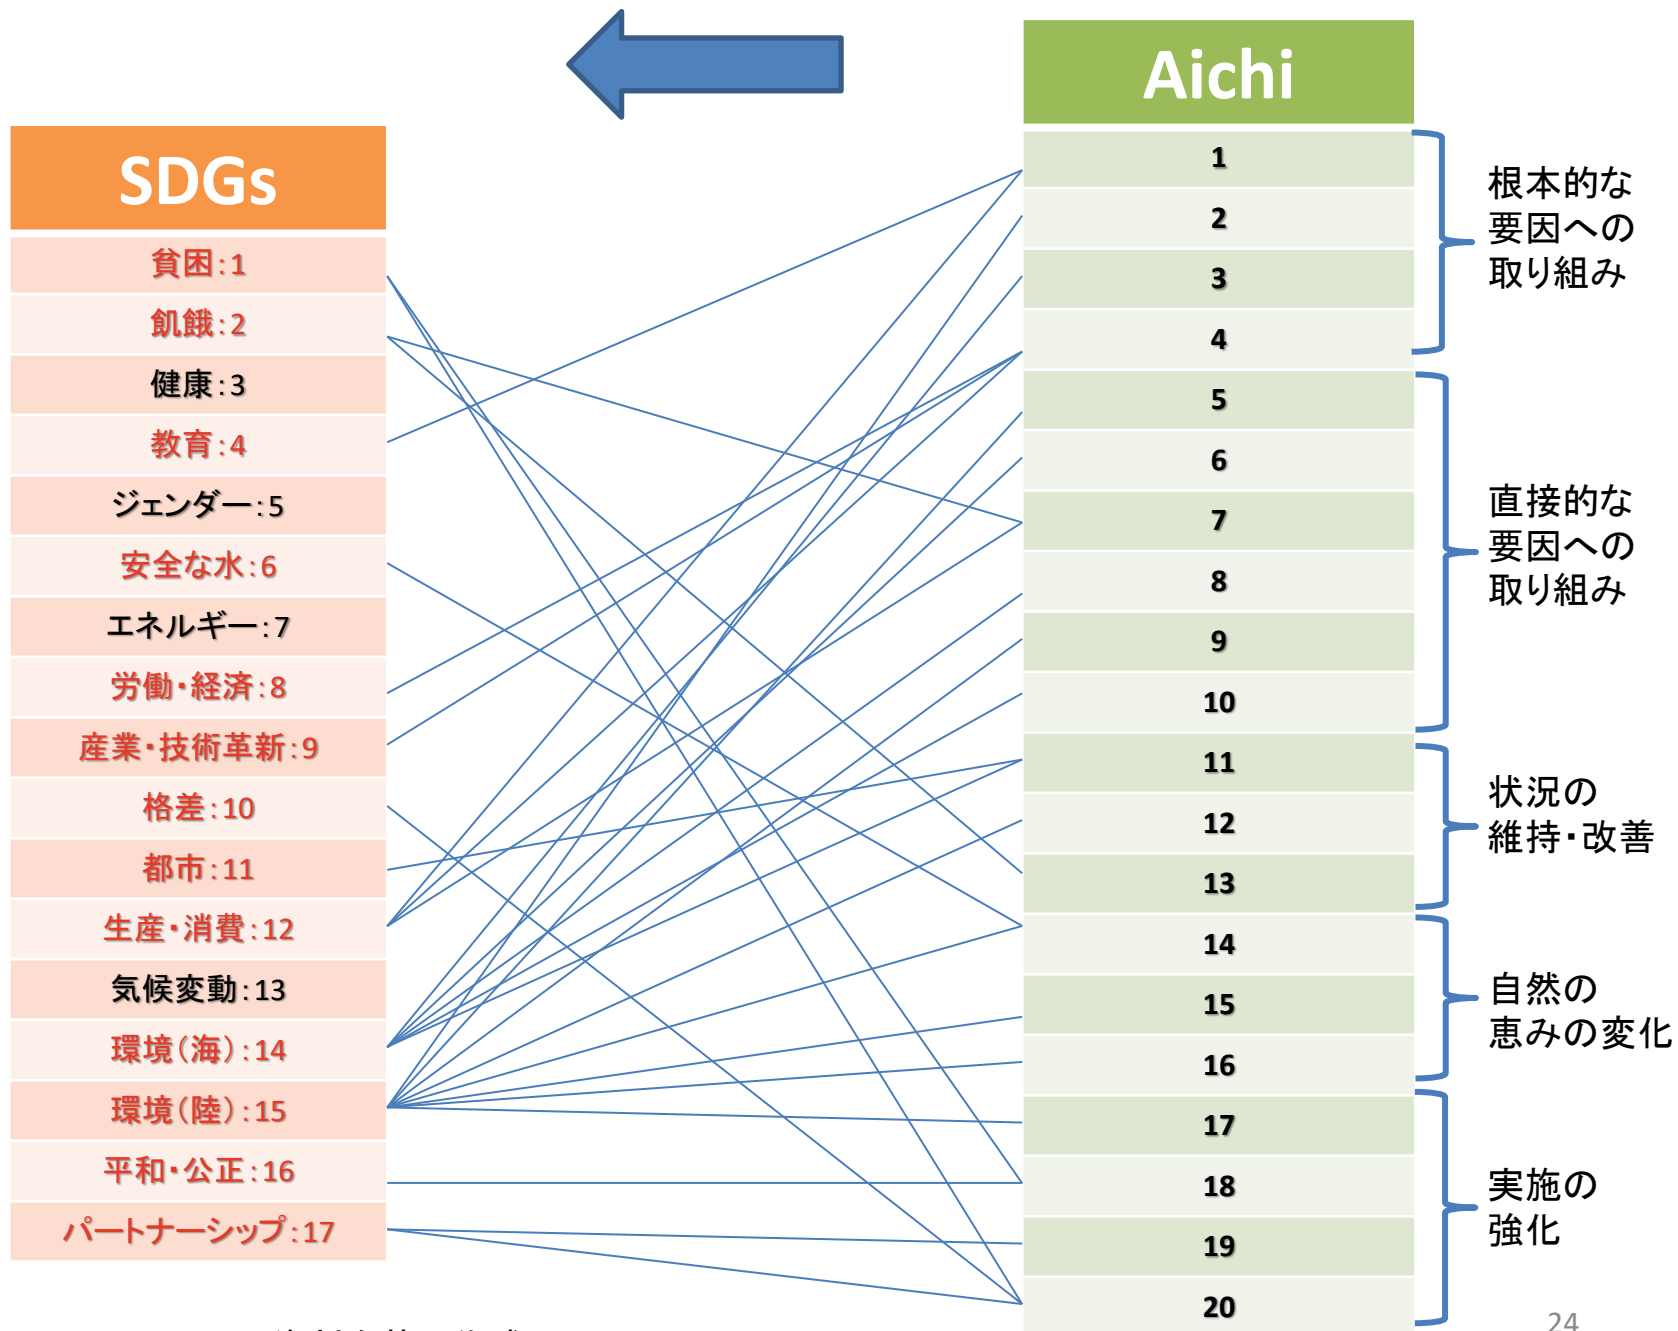 Aichi
SDGs
貧困:1
飢餓:2
健康:3
教育:4
ジェンダー:5
安全な水:6
エネルギー:7
労働・経済:8
産業・技術革新:9
格差:10
都市:11
生産・消費:12
気候変動:13
環境(海):14
環境(陸):15
平和・公正:16
パートナーシップ:17
1
2
3
4
5
6
7
8
9
10
11
12
13
14
15
16
17
18
19
20
根本的な
要因への
取り組み
直接的な
要因への
取り組み
状況の
維持・改善
自然の
恵みの変化
実施の
強化
24